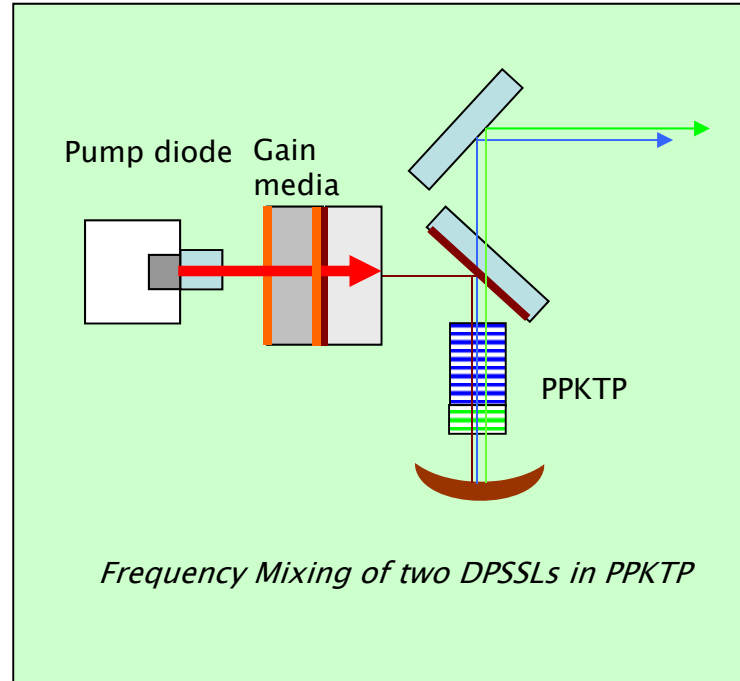 Pump diode
Gain
media
PPKTP
Frequency Mixing of two DPSSLs in PPKTP